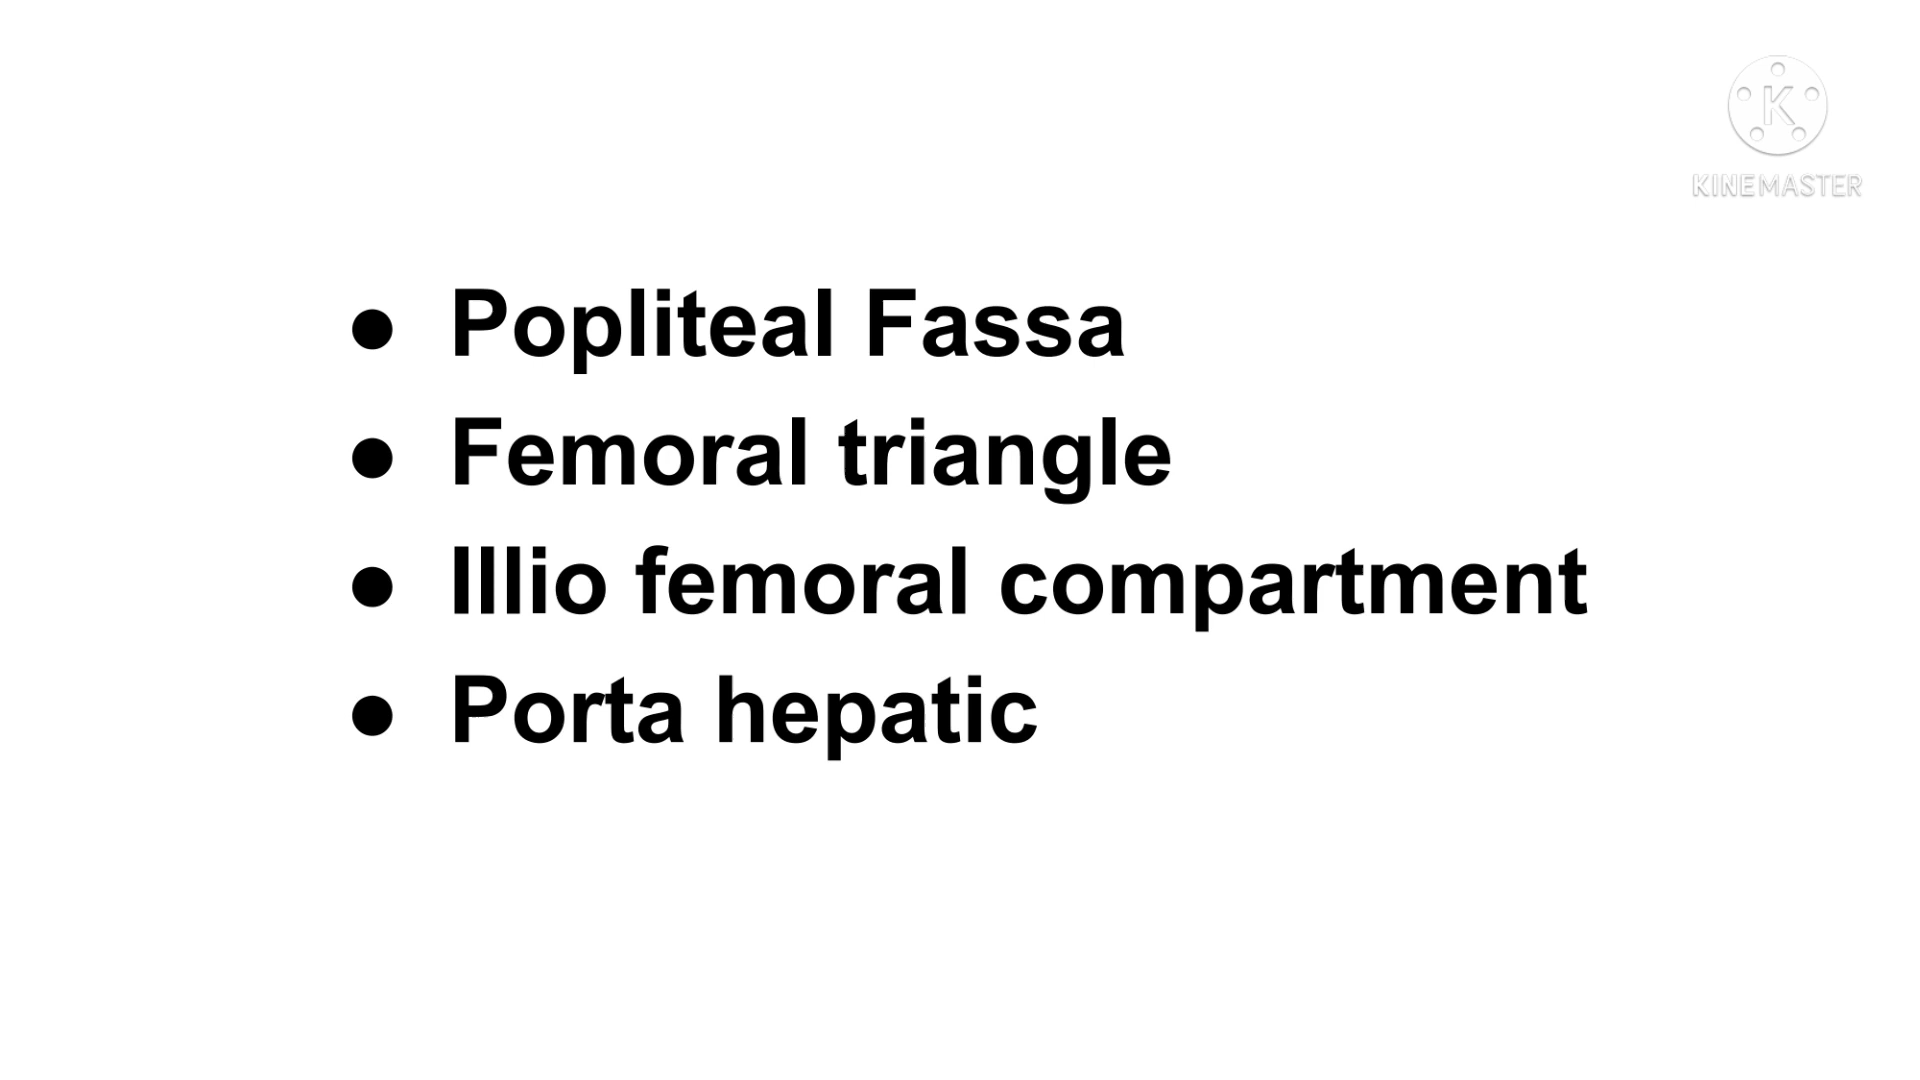 K
KINEMASTER
● Popliteal Fassa
● Femoral triangle
● Illio femoral compartment
● Porta hepatic